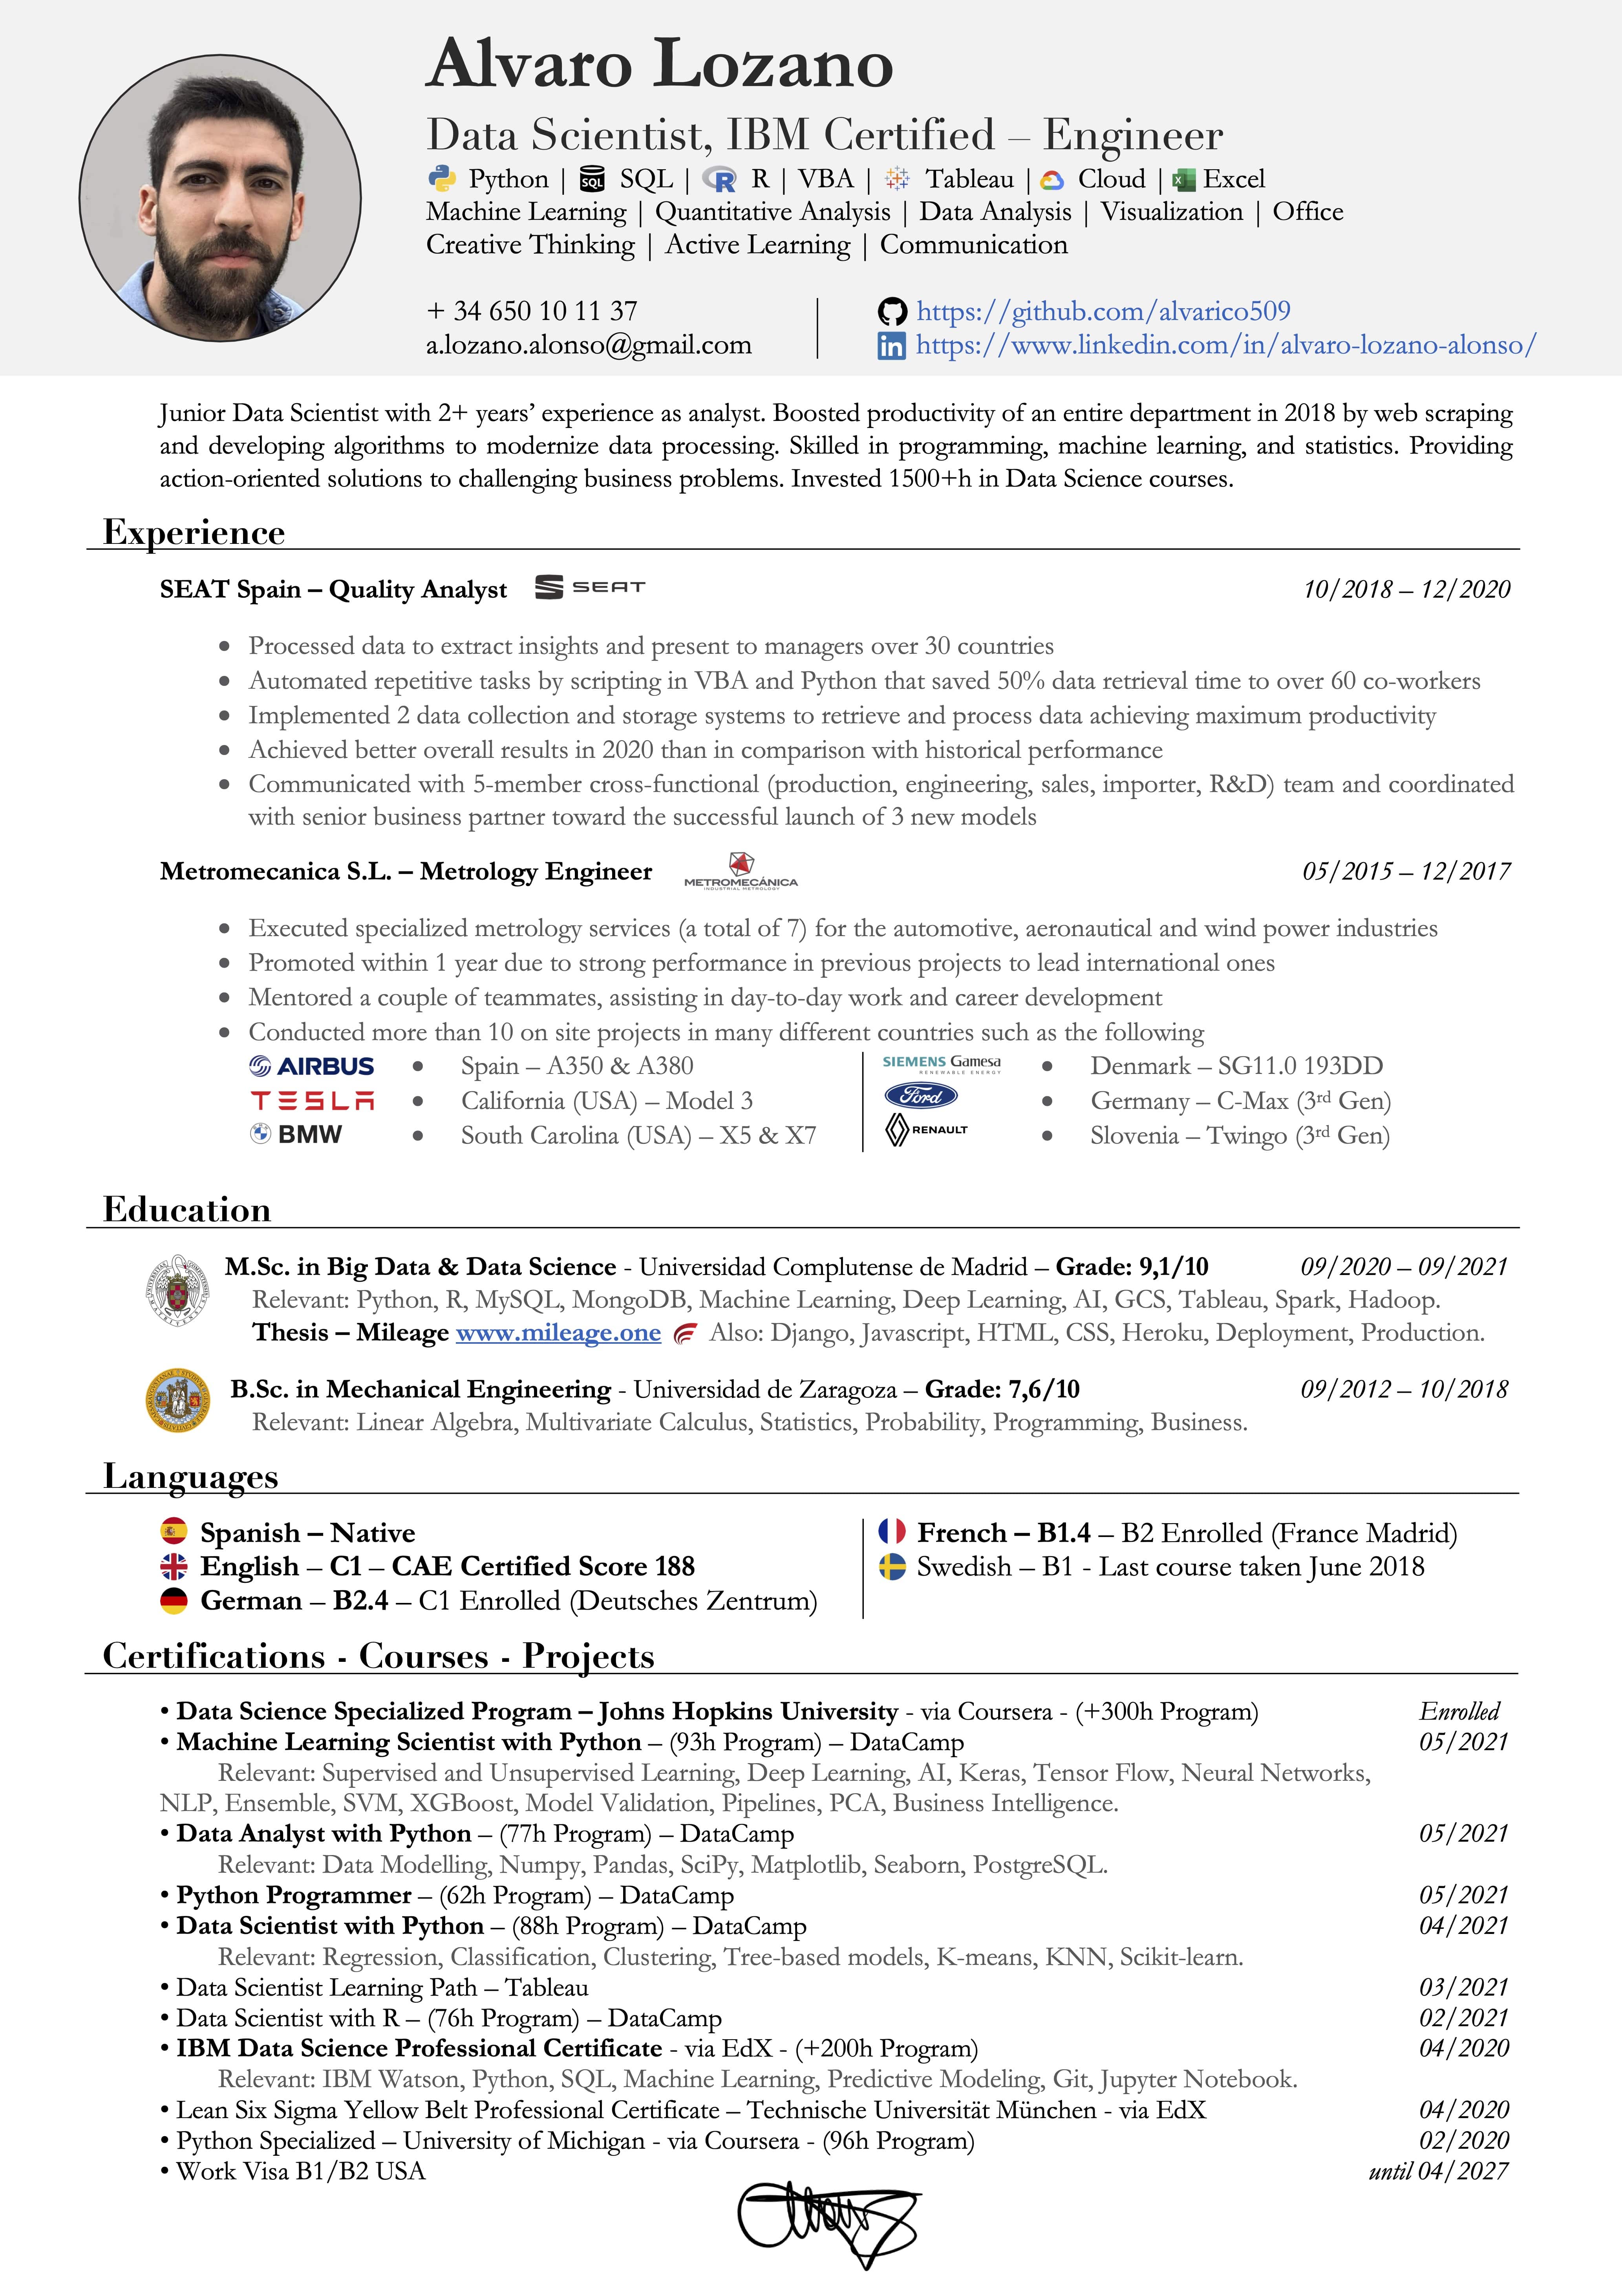 Alvaro Lozano
Data Scientist, IBM Certified – Engineer
Python | SQL | R | VBA | Tableau | Cloud | Excel
Machine Learning | Quantitative Analysis | Data Analysis | Visualization | Office
Creative Thinking | Active Learning | Communication
+ 34 650 10 11 37
a.lozano.alonso@gmail.com
https://github.com/alvarico509
https://www.linkedin.com/in/alvaro-lozano-alonso/
Junior Data Scientist with 2+ years’ experience as analyst. Boosted productivity of an entire department in 2018 by web scraping
and developing algorithms to modernize data processing. Skilled in programming, machine learning, and statistics. Providing
action-oriented solutions to challenging business problems. Invested 1500+h in Data Science courses.
Experience
SEAT Spain – Quality Analyst SEAT 10/2018 – 12/2020
• Processed data to extract insights and present to managers over 30 countries
• Automated repetitive tasks by scripting in VBA and Python that saved 50% data retrieval time to over 60 co-workers
• Implemented 2 data collection and storage systems to retrieve and process data achieving maximum productivity
• Achieved better overall results in 2020 than in comparison with historical performance
• Communicated with 5-member cross-functional (production, engineering, sales, importer, R&D) team and coordinated
with senior business partner toward the successful launch of 3 new models
Metromecanica S.L. – Metrology Engineer METROMECÁNICA INDUSTRIAL METROLOGY 05/2015 – 12/2017
• Executed specialized metrology services (a total of 7) for the automotive, aeronautical and wind power industries
• Promoted within 1 year due to strong performance in previous projects to lead international ones
• Mentored a couple of teammates, assisting in day-to-day work and career development
• Conducted more than 10 on site projects in many different countries such as the following
AIRBUS • Spain – A350 & A380
TESLA • California (USA) – Model 3
BMW • South Carolina (USA) – X5 & X7
SIEMENS Gamesa RENEWABLE ENERGY • Denmark – SG11.0 193DD
Ford • Germany – C-Max (3rd Gen)
RENAULT • Slovenia – Twingo (3rd Gen)
Education
M.Sc. in Big Data & Data Science - Universidad Complutense de Madrid – Grade: 9,1/10 09/2020 – 09/2021
Relevant: Python, R, MySQL, MongoDB, Machine Learning, Deep Learning, AI, GCS, Tableau, Spark, Hadoop.
Thesis – Mileage www.mileage.one Also: Django, Javascript, HTML, CSS, Heroku, Deployment, Production.
B.Sc. in Mechanical Engineering - Universidad de Zaragoza – Grade: 7,6/10 09/2012 – 10/2018
Relevant: Linear Algebra, Multivariate Calculus, Statistics, Probability, Programming, Business.
Languages
Spanish – Native
English – C1 – CAE Certified Score 188
German – B2.4 – C1 Enrolled (Deutsches Zentrum)
French – B1.4 – B2 Enrolled (France Madrid)
Swedish – B1 - Last course taken June 2018
Certifications - Courses - Projects
• Data Science Specialized Program – Johns Hopkins University - via Coursera - (+300h Program) Enrolled
• Machine Learning Scientist with Python – (93h Program) – DataCamp 05/2021
Relevant: Supervised and Unsupervised Learning, Deep Learning, AI, Keras, Tensor Flow, Neural Networks,
NLP, Ensemble, SVM, XGBoost, Model Validation, Pipelines, PCA, Business Intelligence.
• Data Analyst with Python – (77h Program) – DataCamp 05/2021
Relevant: Data Modelling, Numpy, Pandas, SciPy, Matplotlib, Seaborn, PostgreSQL.
• Python Programmer – (62h Program) – DataCamp 05/2021
• Data Scientist with Python – (88h Program) – DataCamp 04/2021
Relevant: Regression, Classification, Clustering, Tree-based models, K-means, KNN, Scikit-learn.
• Data Scientist Learning Path – Tableau 03/2021
• Data Scientist with R – (76h Program) – DataCamp 02/2021
• IBM Data Science Professional Certificate - via EdX - (+200h Program) 04/2020
Relevant: IBM Watson, Python, SQL, Machine Learning, Predictive Modeling, Git, Jupyter Notebook.
• Lean Six Sigma Yellow Belt Professional Certificate – Technische Universität München - via EdX 04/2020
• Python Specialized – University of Michigan - via Coursera - (96h Program) 02/2020
• Work Visa B1/B2 USA until 04/2027